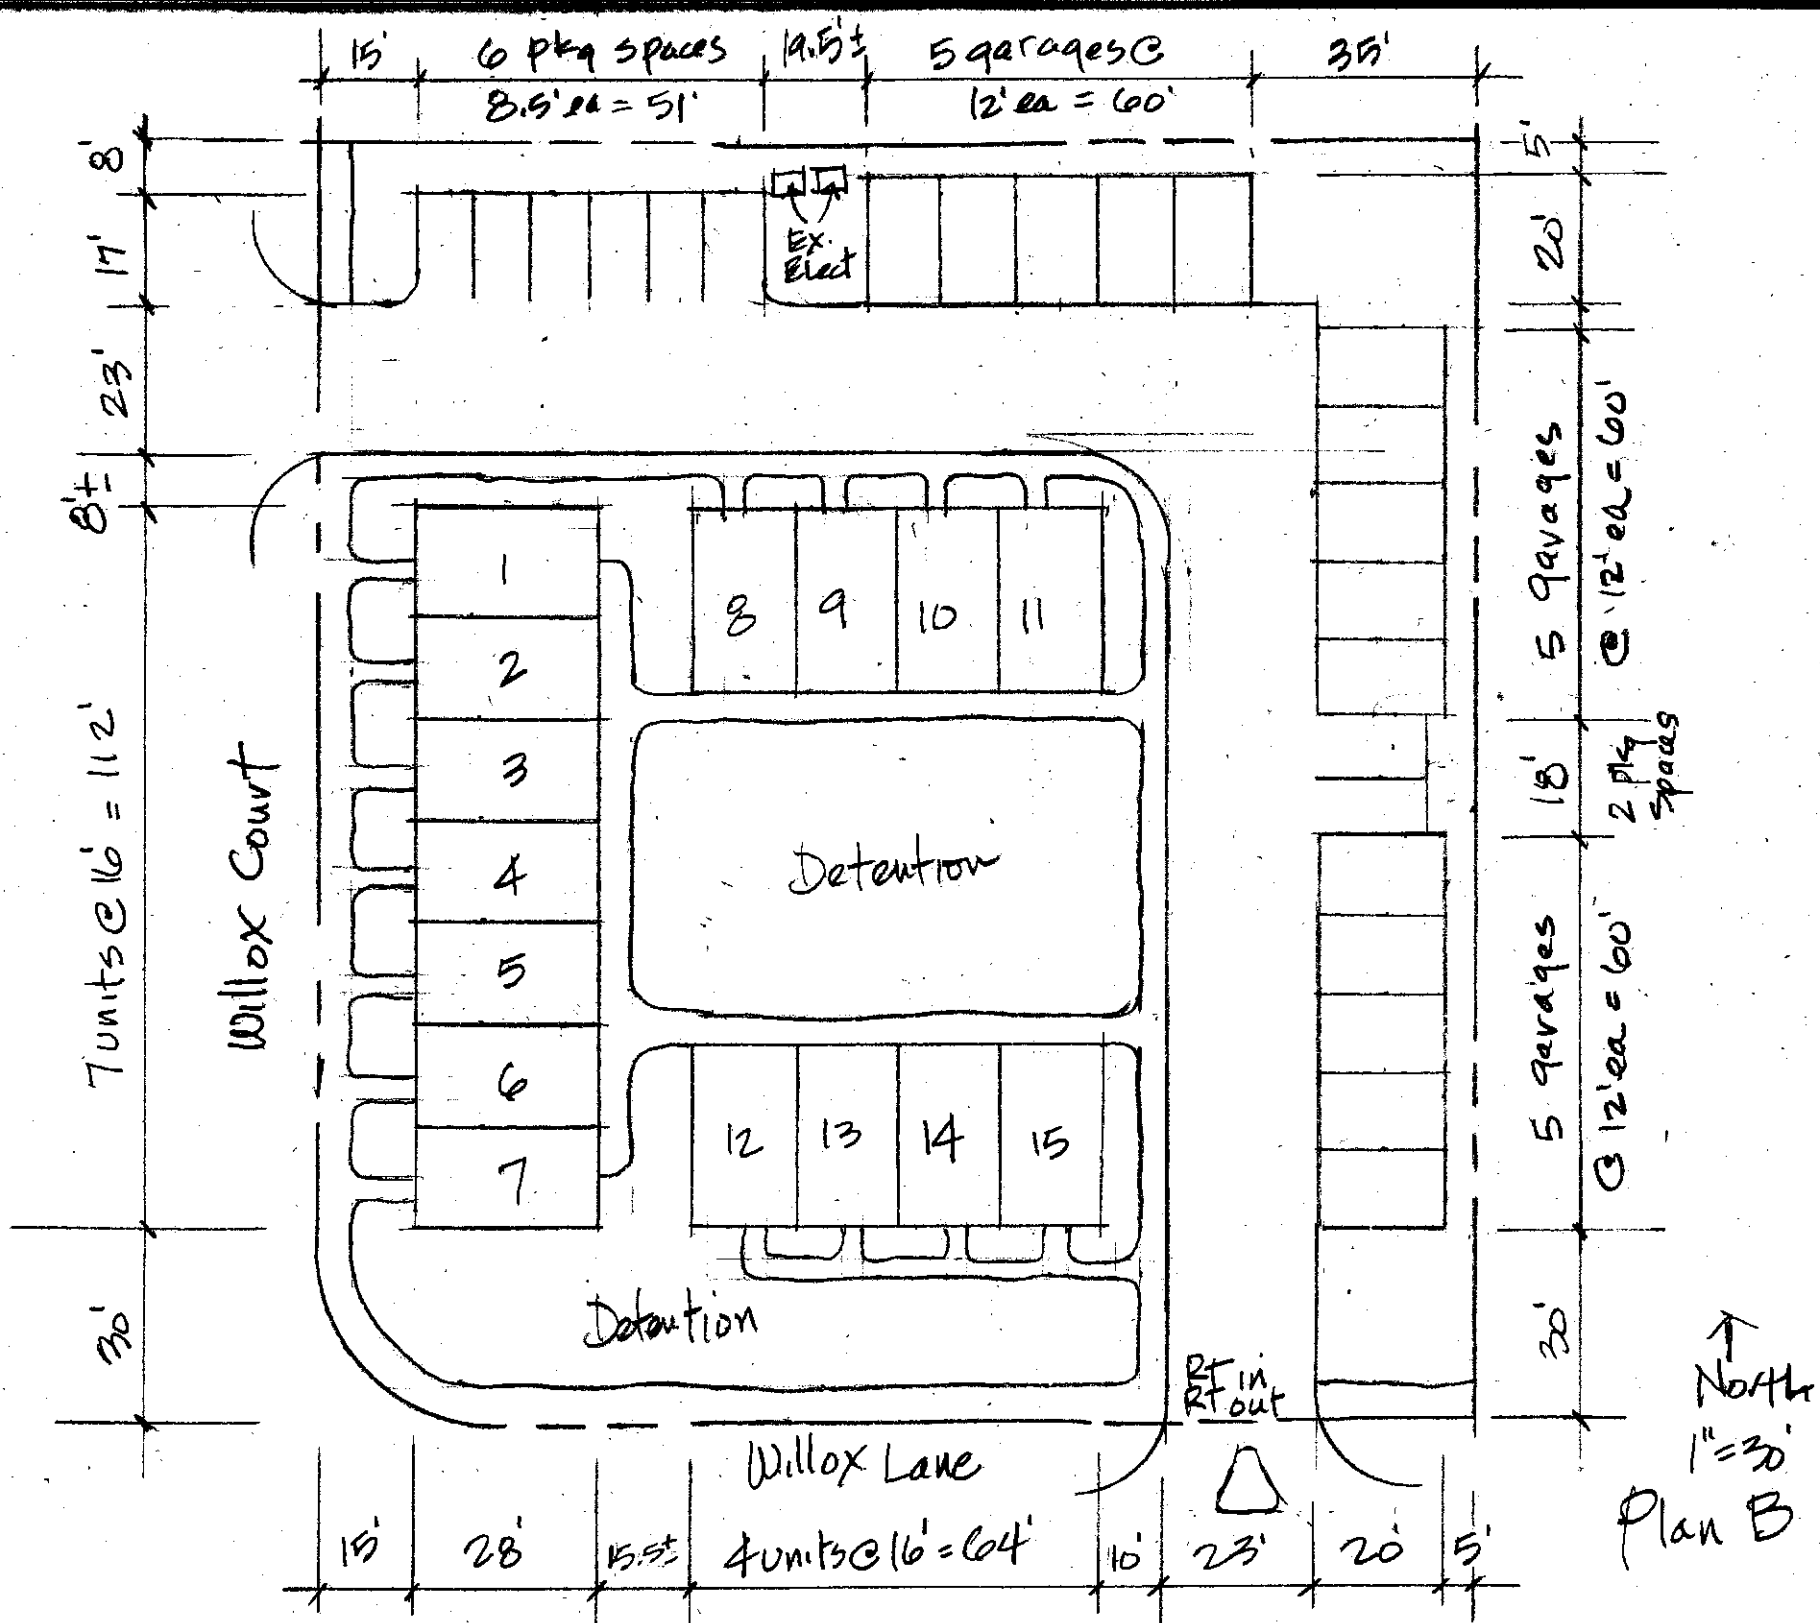 15'
6 pkg spaces
8.5' ea = 51'
19.5'±
5 garages @
12' ea = 60'
35'
8'
17'
23'
8'±
7 units @ 16' = 112'
30'
Willox Court
Ex.
Elect
1
2
3
4
5
6
7
8
9
10
11
Detention
12
13
14
15
Detention
RT in
RT out
5'
20'
5 garages
@ 12' ea = 60'
18'
2 pkg
spaces
5 garages
@ 12' ea = 60'
30'
North
1" = 30'
Plan B
Willox Lane
15'
28'
15.5±
4 units @ 16' = 64'
10'
23'
20'
5'